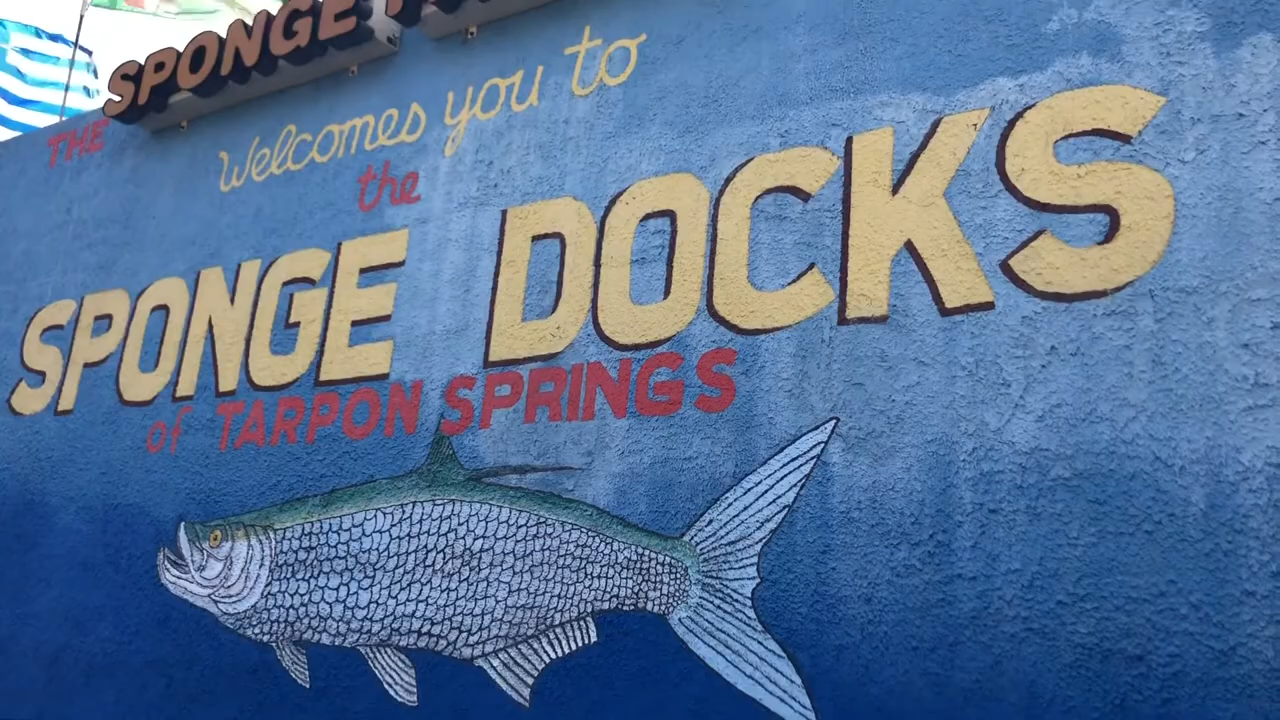 THE SPONGE
Welcomes you to
the
SPONGE DOCKS
of TARPON SPRINGS